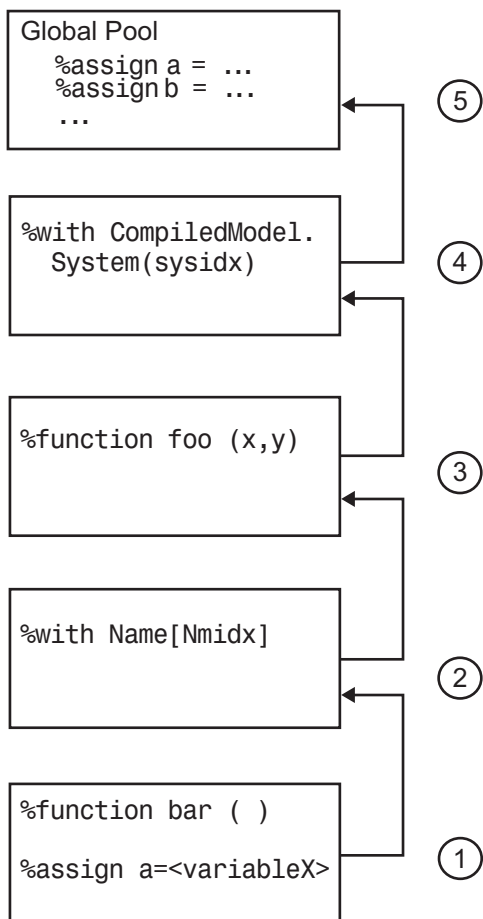 Global Pool
%assign a = ...
%assign b = ...
...
5
%with CompiledModel.
System(sysidx)
4
%function foo (x,y)
3
%with Name[Nmidx]
2
%function bar ( )
%assign a=<variableX>
1